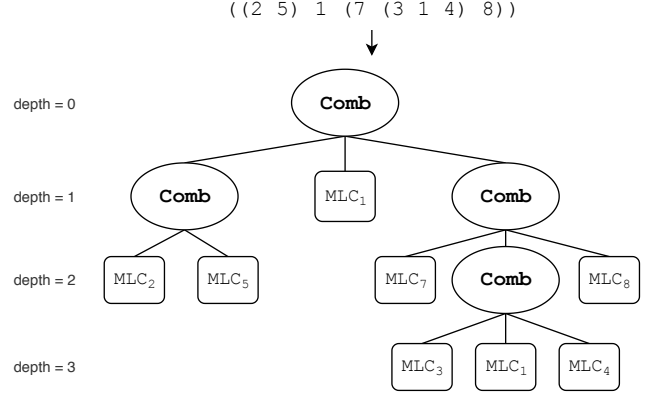 ((2 5) 1 (7 (3 1 4) 8))
depth = 0
Comb
depth = 1
Comb
MLC₁
Comb
depth = 2
MLC₂
MLC₅
MLC₇
Comb
MLC₈
depth = 3
MLC₃
MLC₁
MLC₄